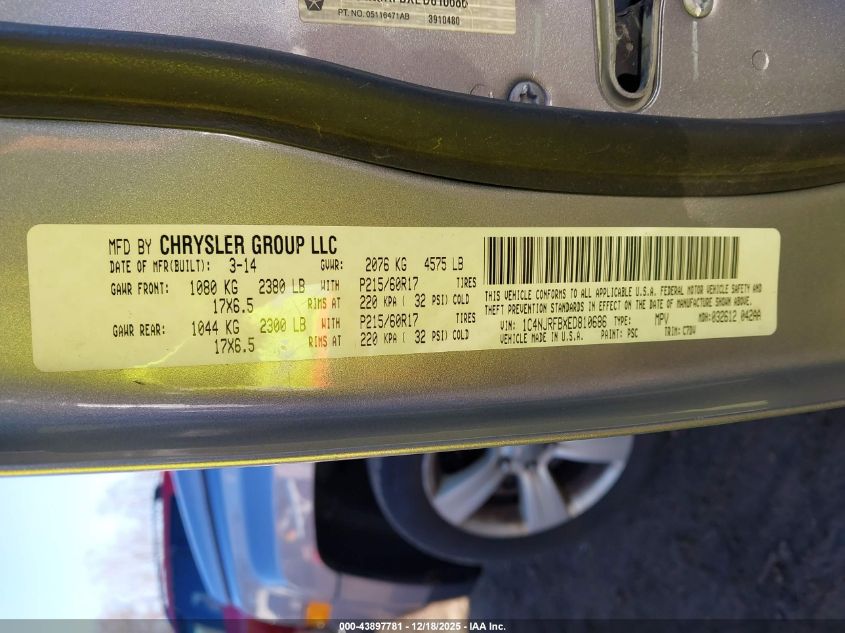 PT. NO. 05116471AB 3910480
MFD BY CHRYSLER GROUP LLC
DATE OF MFR(BUILT): 3-14 GVWR: 2076 KG 4575 LB
GAWR FRONT: 1080 KG 2380 LB WITH P215/60R17 TIRES
17X6.5 RIMS AT 220 KPA ( 32 PSI) COLD
GAWR REAR: 1044 KG 2300 LB WITH P215/60R17 TIRES
17X6.5 RIMS AT 220 KPA ( 32 PSI) COLD
THIS VEHICLE CONFORMS TO ALL APPLICABLE U.S.A. FEDERAL MOTOR VEHICLE SAFETY AND
THEFT PREVENTION STANDARDS IN EFFECT ON THE DATE OF MANUFACTURE SHOWN ABOVE.
VIN: 1C4NJRFBXED810686 TYPE: MPV MDH: 032612 042AA
VEHICLE MADE IN U.S.A. PAINT: PSC TRIM: C7DV
000-43897781 - 12/18/2025 - IAA Inc.